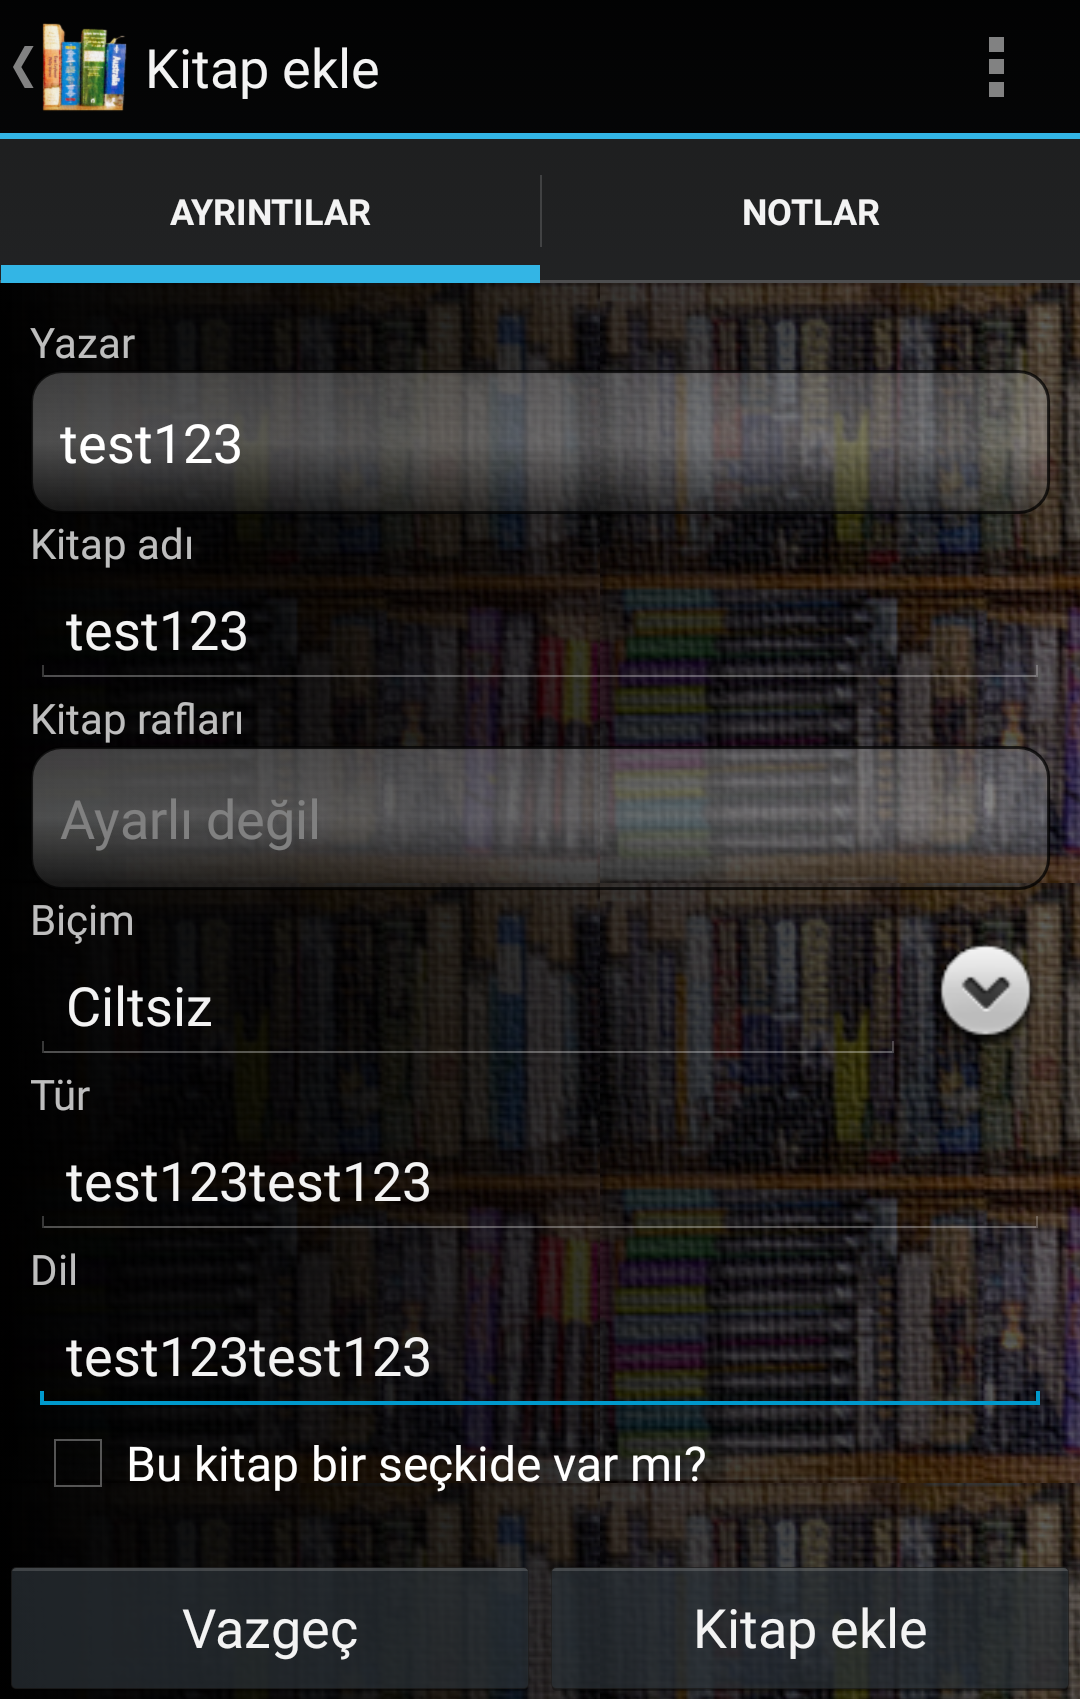 Kitap ekle
AYRINTILAR
NOTLAR
Yazar
test123
Kitap adı
test123
Kitap rafları
Ayarlı değil
Biçim
Ciltsiz
Tür
test123test123
Dil
test123test123
Bu kitap bir seçkide var mı?
Vazgeç
Kitap ekle